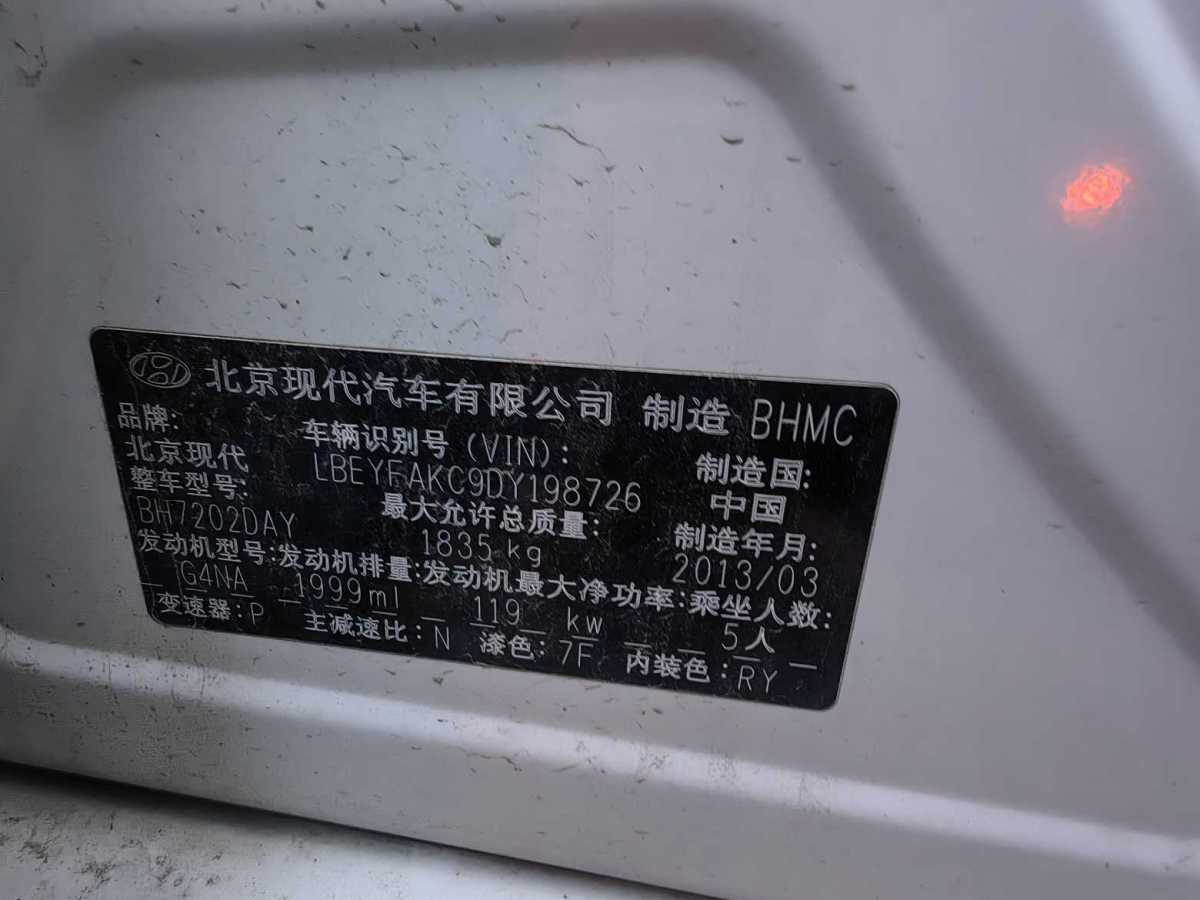 北京现代汽车有限公司 制造 BHMC
品牌: 车辆识别号 (VIN): 制造国:
北京现代 LBEYFAKC9DY198726 中国
整车型号: 最大允许总质量: 制造年月:
BH7202DAY 1835 kg 2013/03
发动机型号: 发动机排量: 发动机最大净功率: 乘坐人数:
G4NA 1999ml 119 kw 5人
变速器: P 主减速比: N 漆色: 7F 内装色: RY